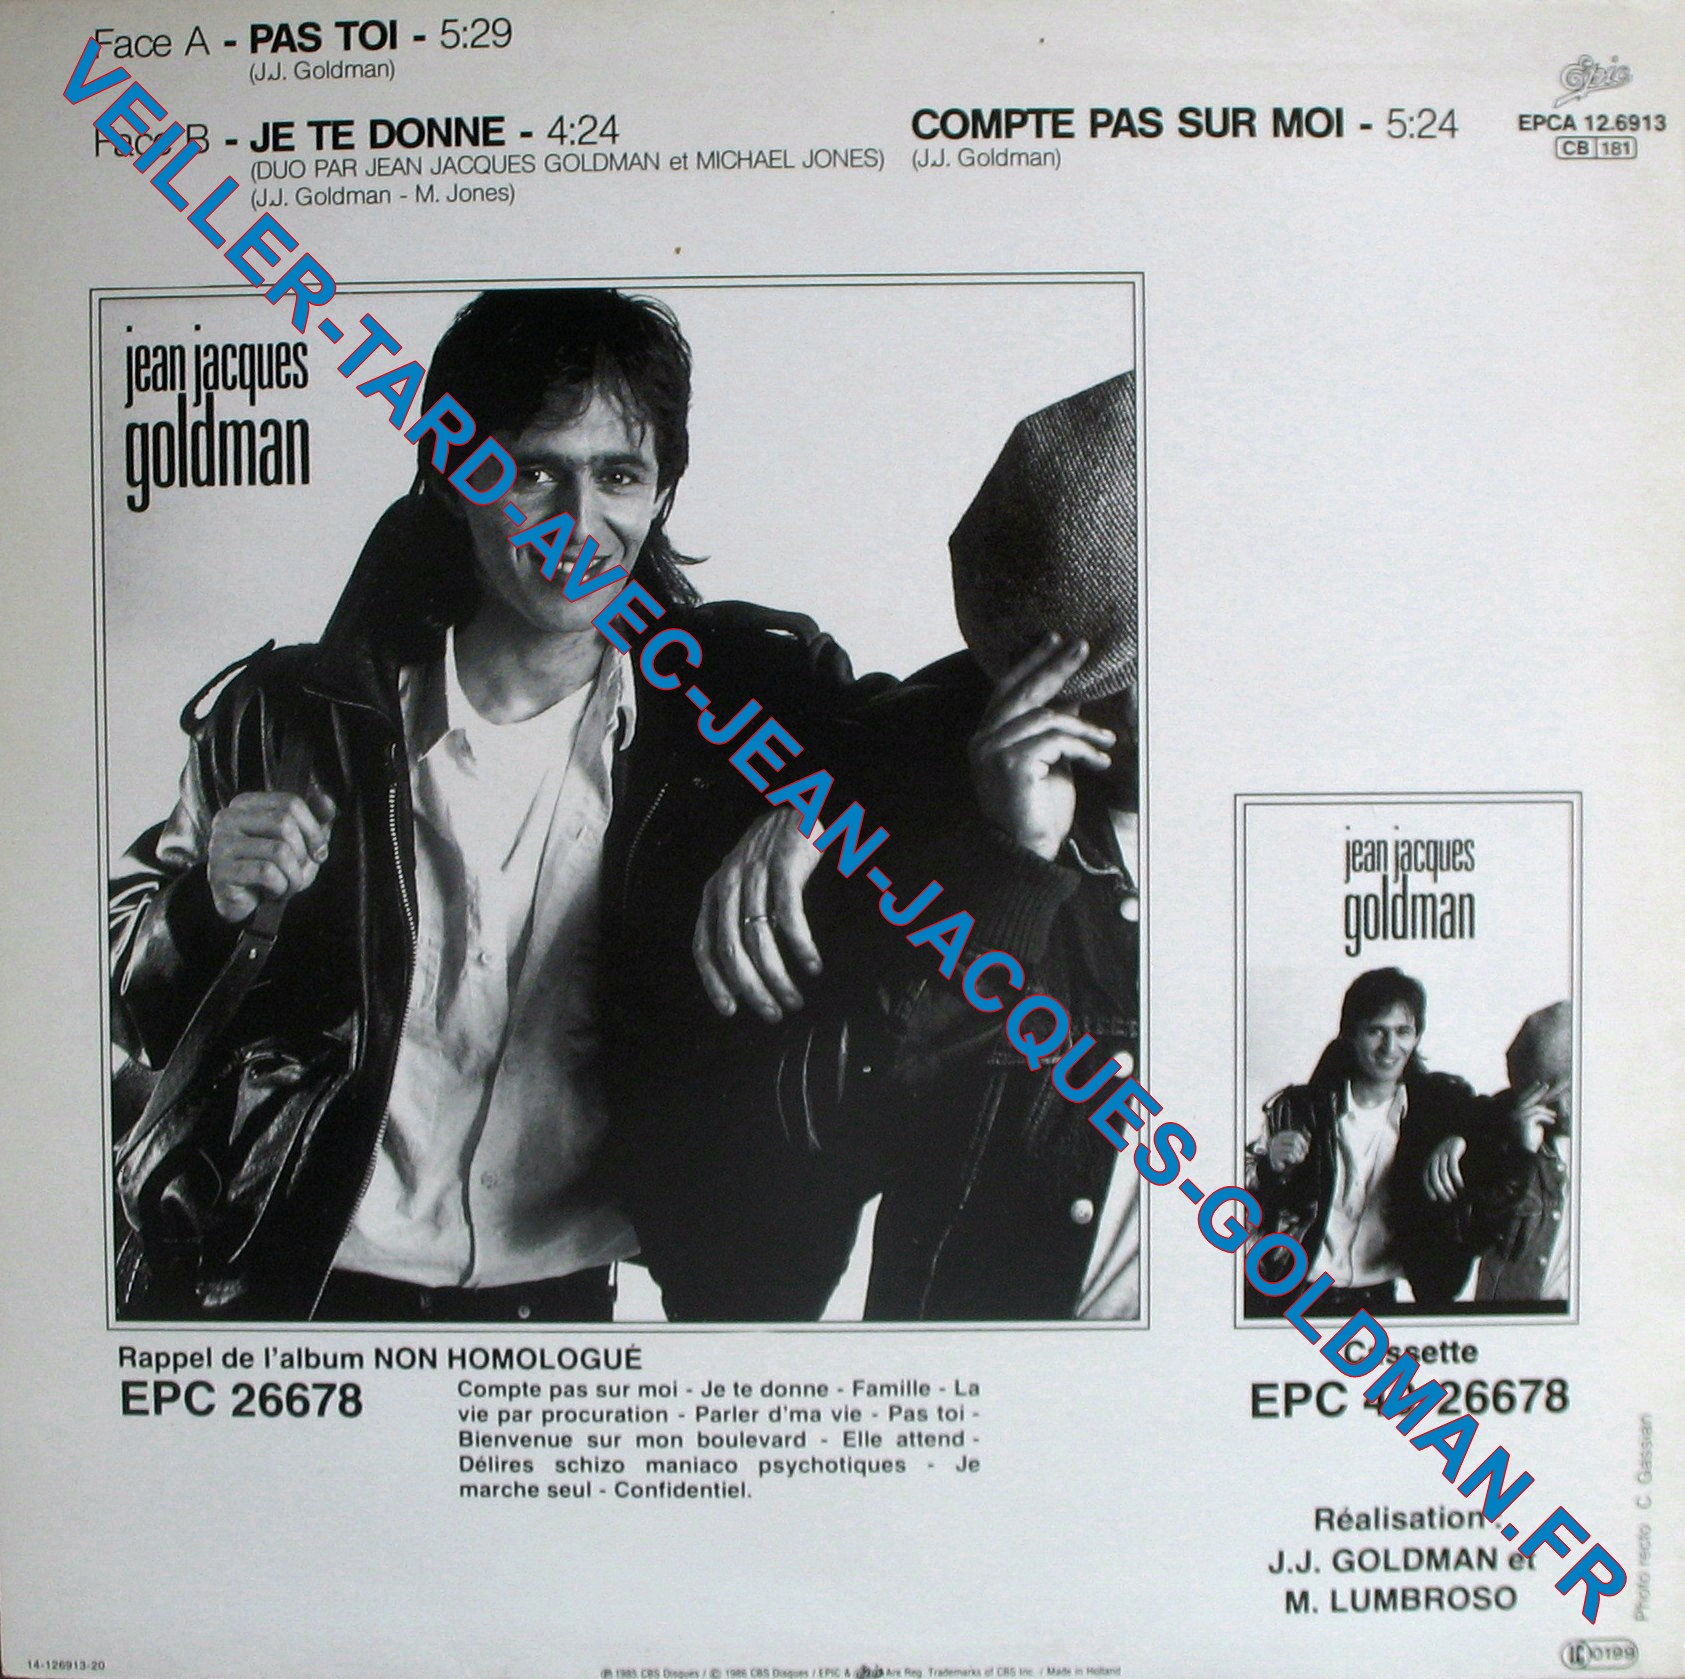 Face A - PAS TOI - 5:29
(J.J. Goldman)
Face B - JE TE DONNE - 4:24
(DUO PAR JEAN JACQUES GOLDMAN et MICHAEL JONES)
(J.J. Goldman - M. Jones)
COMPTE PAS SUR MOI - 5:24
(J.J. Goldman)
Epic
EPCA 12.6913
CB 181
VEILLER-TARD-AVEC-JEAN-JACQUES-GOLDMAN.FR
jean jacques
goldman
jean jacques
goldman
Rappel de l'album NON HOMOLOGUÉ
EPC 26678
Compte pas sur moi - Je te donne - Famille - La
vie par procuration - Parler d'ma vie - Pas toi -
Bienvenue sur mon boulevard - Elle attend -
Délires schizo maniaco psychotiques - Je
marche seul - Confidentiel.
Cassette
EPC 40 26678
Réalisation :
J.J. GOLDMAN et
M. LUMBROSO
Photo recto C Gassian
14-126913-20
℗ 1985 CBS Disques / © 1986 CBS Disques / EPIC & Epic Are Reg. Trademarks of CBS Inc. / Made in Holland
0199